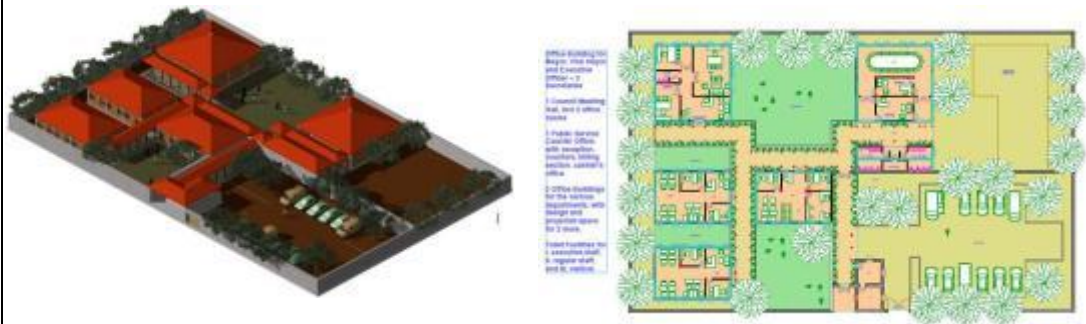 Office Building for
Mayor, Vice Mayor
and Executive
Officer – 3
Secretaries
1 Council Meeting
Hall, and 2 office
rooms
1 Public Service
Counter Office,
with reception,
counters, billing
section, cashier's
office
2 Office Buildings
for the various
departments, with
design and
projected space
for 2 more.
Toilet Facilities for
i. executive staff,
ii. regular staff
and iii. visitors